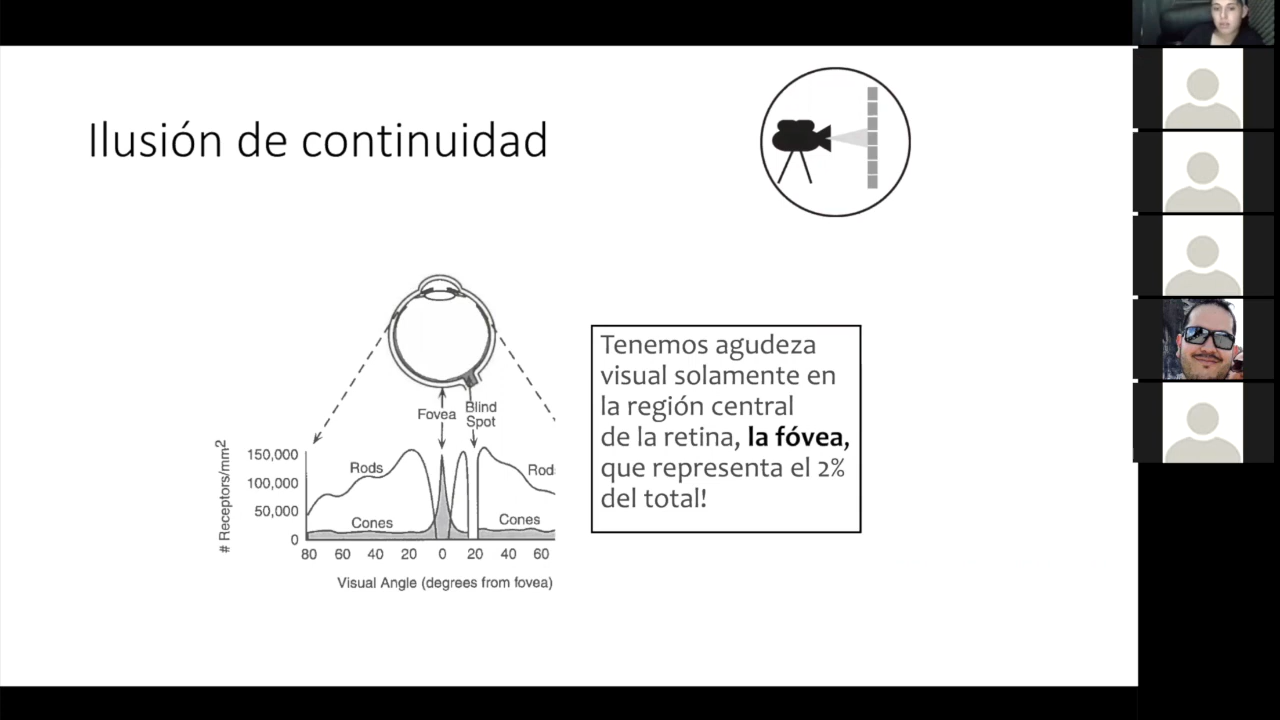 Ilusión de continuidad
Tenemos agudeza
visual solamente en
la región central
de la retina, la fóvea,
que representa el 2%
del total!
Fovea
Blind
Spot
# Receptors/mm²
150,000
100,000
50,000
0
Rods
Rod
Cones
Cones
80 60 40 20 0 20 40 60
Visual Angle (degrees from fovea)